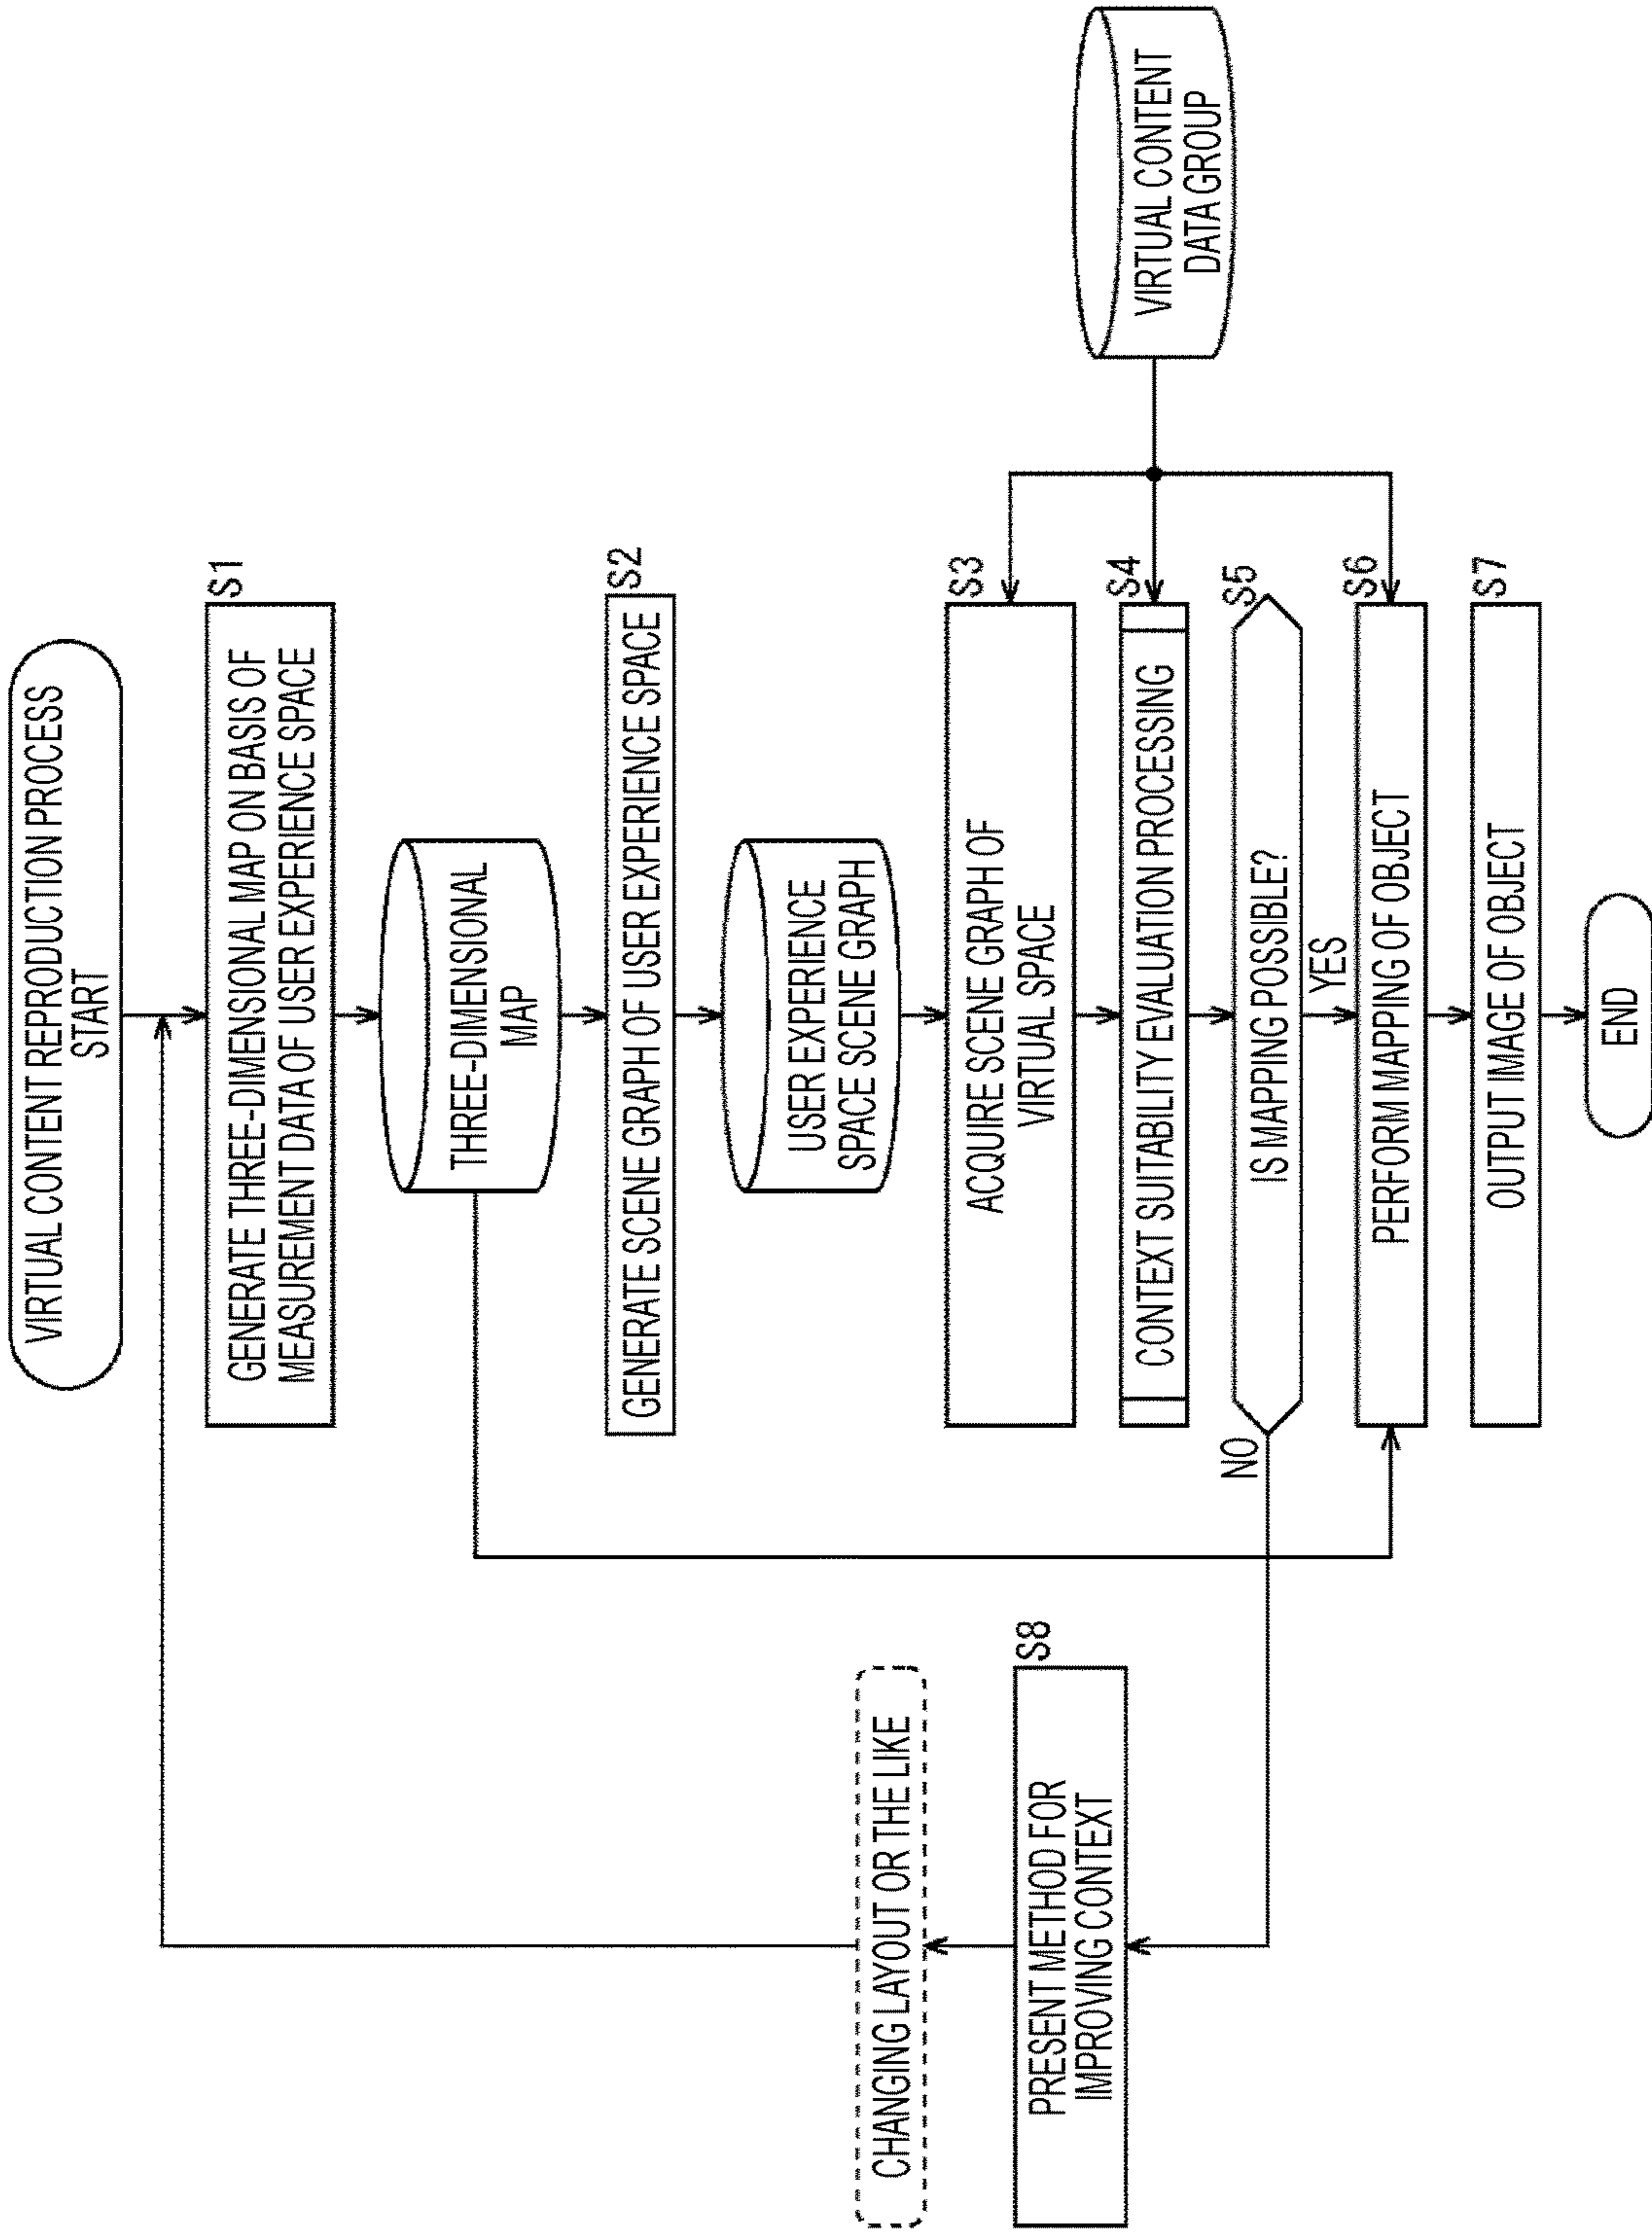 VIRTUAL CONTENT REPRODUCTION PROCESS
START
S1
GENERATE THREE-DIMENSIONAL MAP ON BASIS OF
MEASUREMENT DATA OF USER EXPERIENCE SPACE
THREE-DIMENSIONAL
MAP
S2
GENERATE SCENE GRAPH OF USER EXPERIENCE SPACE
USER EXPERIENCE
SPACE SCENE GRAPH
S3
ACQUIRE SCENE GRAPH OF
VIRTUAL SPACE
VIRTUAL CONTENT
DATA GROUP
S4
CONTEXT SUITABILITY EVALUATION PROCESSING
S5
IS MAPPING POSSIBLE?
NO
YES
S6
PERFORM MAPPING OF OBJECT
S7
OUTPUT IMAGE OF OBJECT
END
CHANGING LAYOUT OR THE LIKE
S8
PRESENT METHOD FOR
IMPROVING CONTEXT